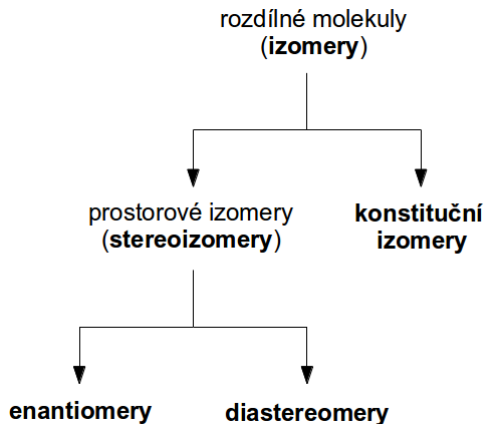 rozdílné molekuly
(izomery)
prostorové izomery
(stereoizomery)
konstituční
izomery
enantiomery
diastereomery